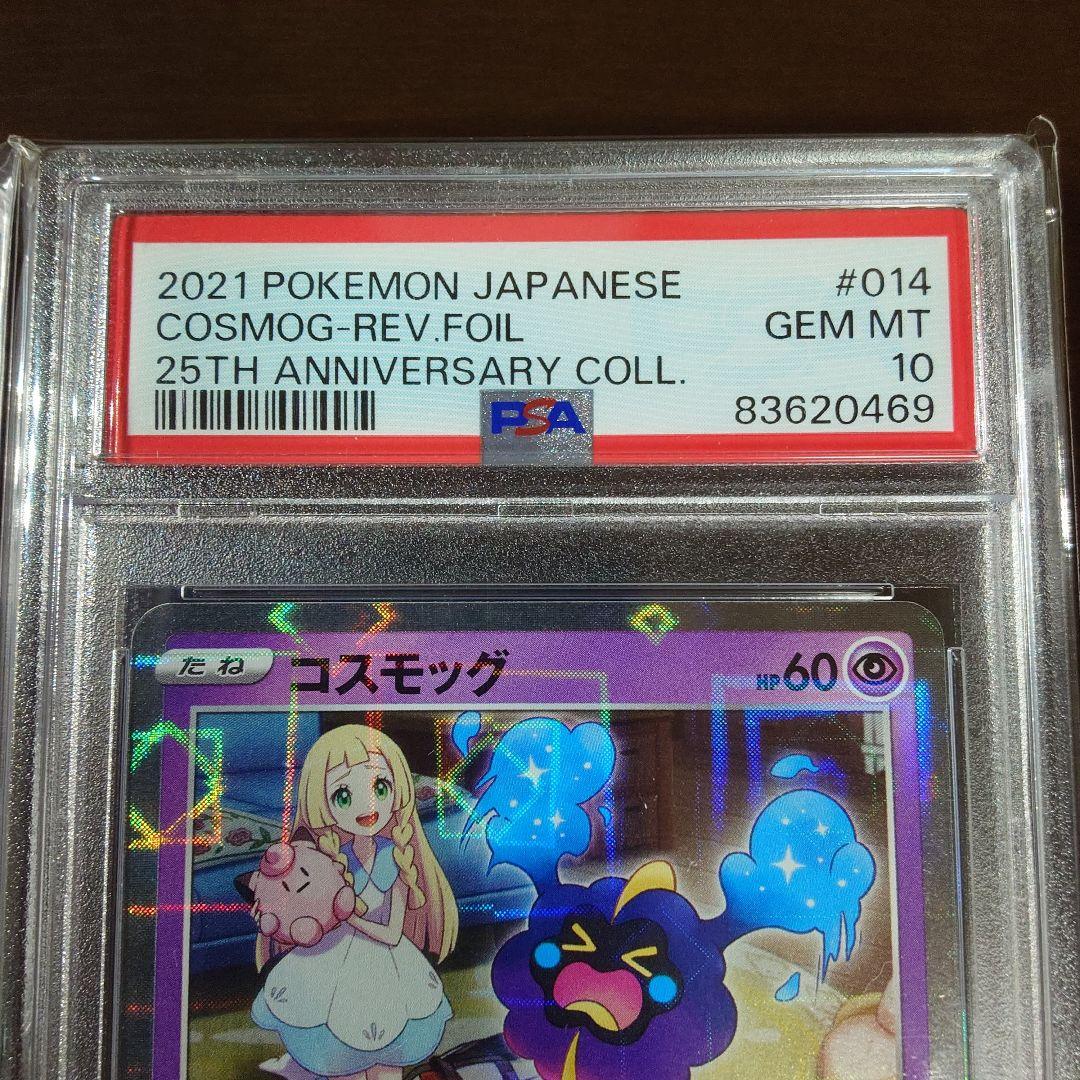 2021 POKEMON JAPANESE #014
COSMOG-REV.FOIL GEM MT
25TH ANNIVERSARY COLL. 10
PSA 83620469
たね コスモッグ HP60